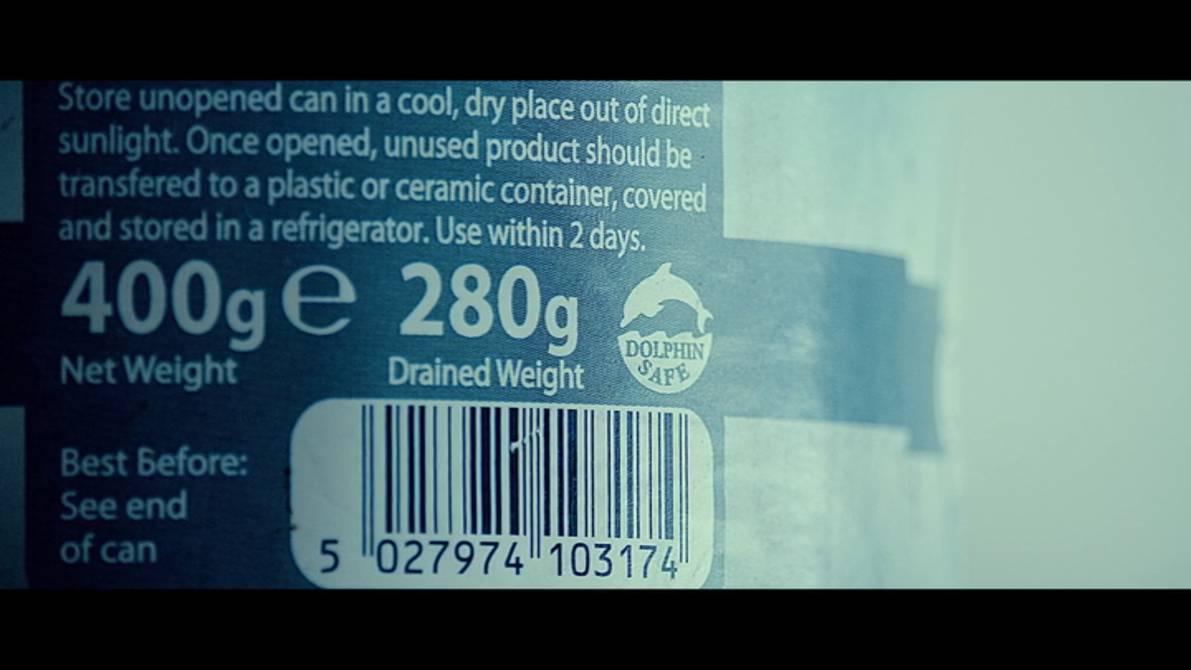 Store unopened can in a cool, dry place out of direct
sunlight. Once opened, unused product should be
transfered to a plastic or ceramic container, covered
and stored in a refrigerator. Use within 2 days.
400g e 280g
Net Weight Drained Weight
DOLPHIN
SAFE
Best Before:
See end
of can
5 027974 103174